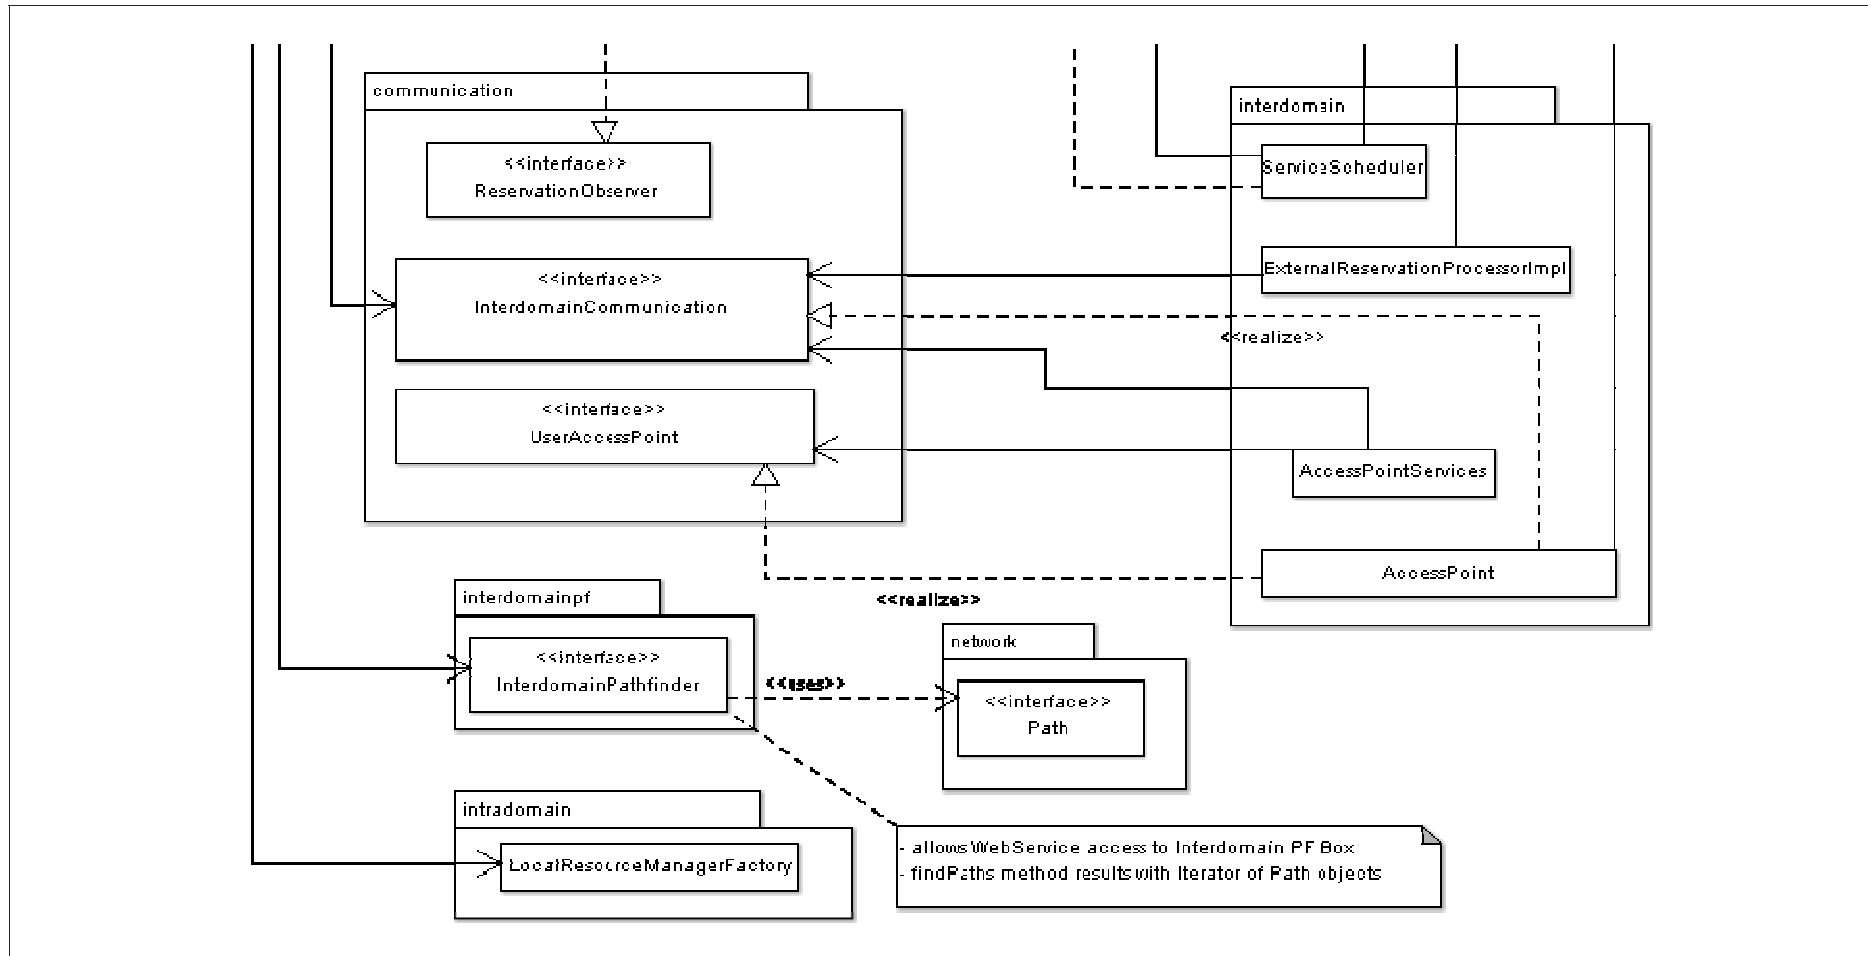 communication
<<interface>>
ReservationObserver
<<interface>>
InterdomainCommunication
<<interface>>
UserAccessPoint
interdomain
ServiceScheduler
ExternalReservationProcessorImpl
<<realize>>
AccessPointServices
AccessPoint
<<realize>>
interdomainpf
<<interface>>
InterdomainPathfinder
<<uses>>
network
<<interface>>
Path
intradomain
LocalResourceManagerFactory
- allows WebService access to Interdomain PF Box
- findPaths method results with Iterator of Path objects